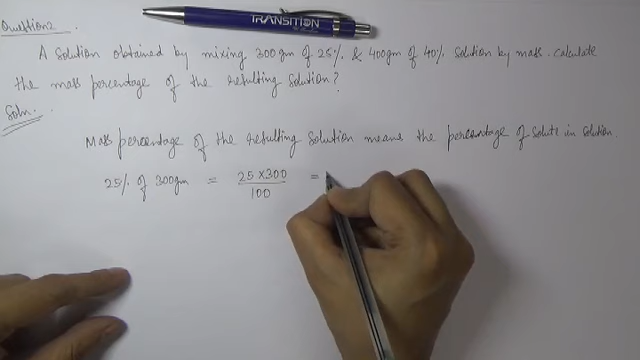 TRANSITION
Question2
A solution obtained by mixing 300gm of 25% & 400gm of 40% solution by mass. calculate
the mass percentage of the resulting solution?
Soln.
Mass percentage of the resulting solution means the percentage of solute in solution.
25% of 300gm = 25 × 300 / 100 =